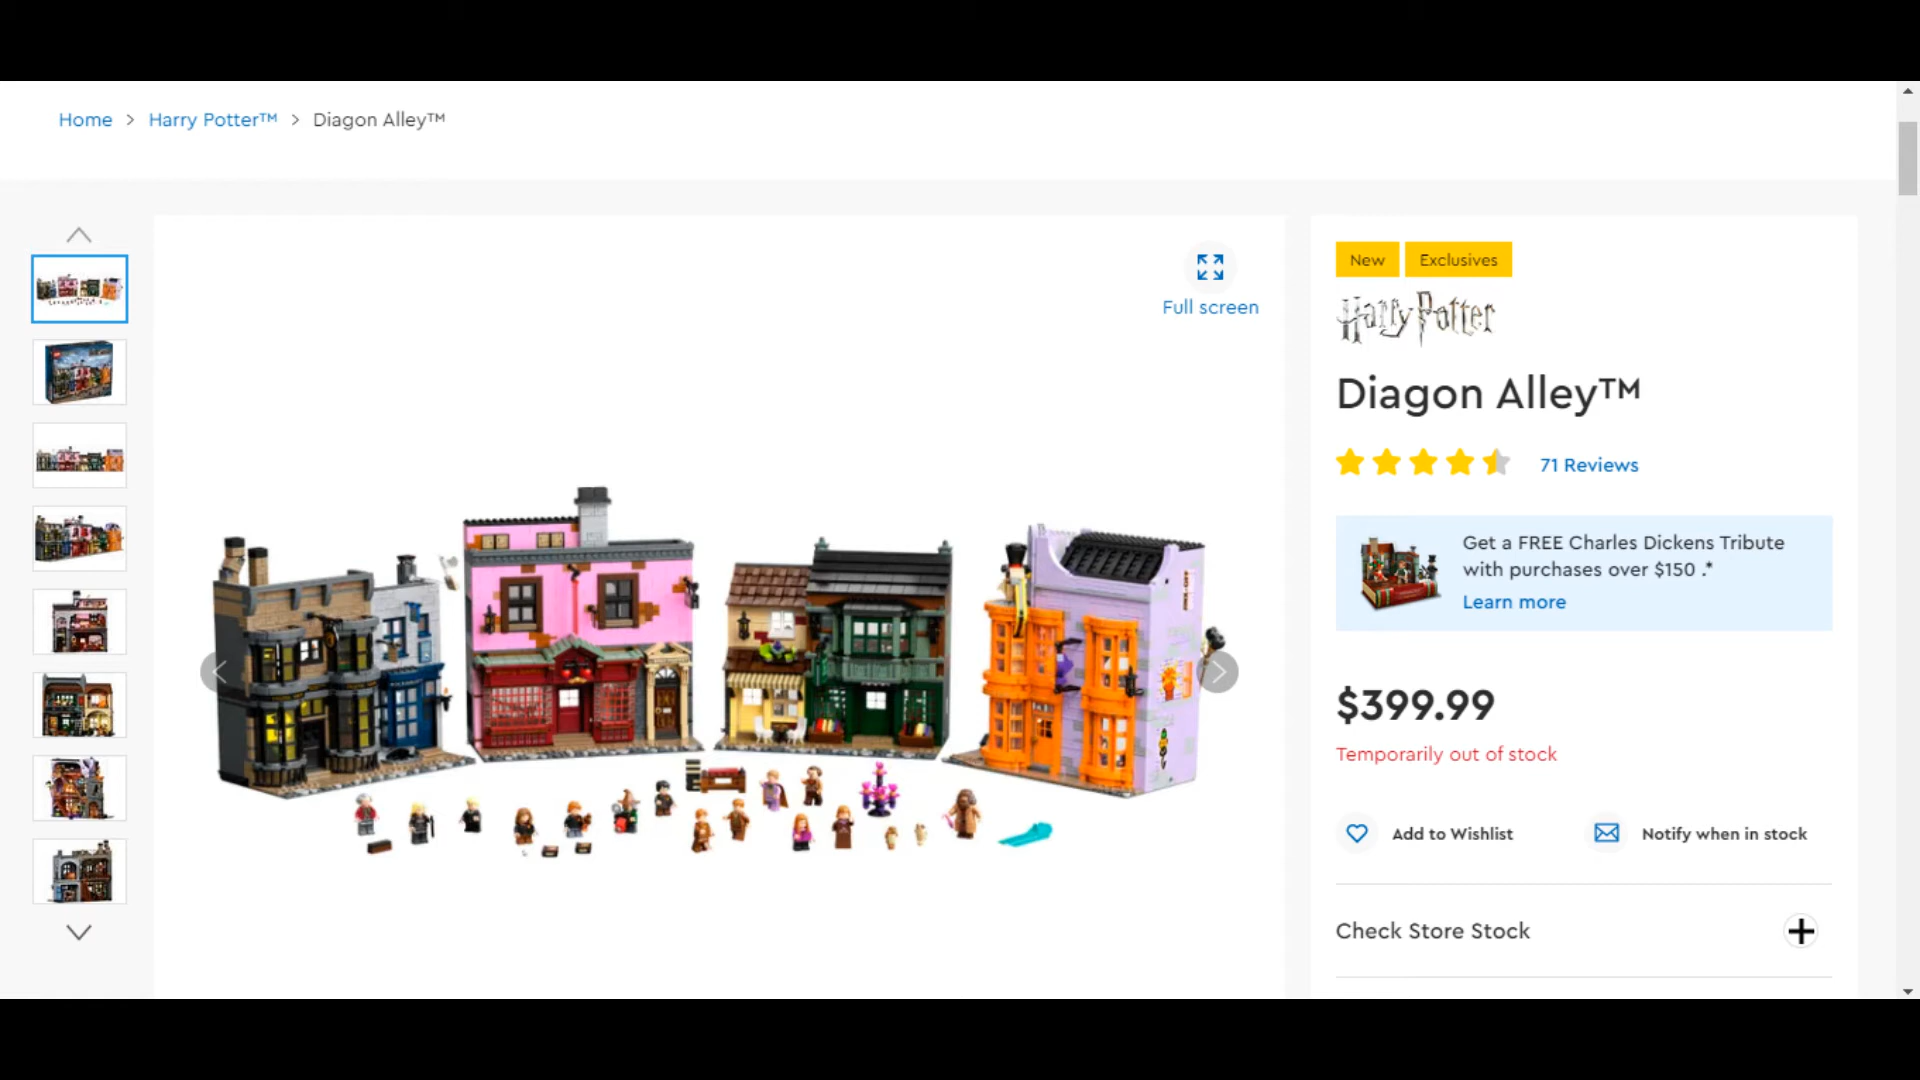 Home > Harry Potter™ > Diagon Alley™
Full screen
New
Exclusives
Harry Potter
Diagon Alley™
71 Reviews
Get a FREE Charles Dickens Tribute
with purchases over $150 .*
Learn more
$399.99
Temporarily out of stock
Add to Wishlist
Notify when in stock
Check Store Stock